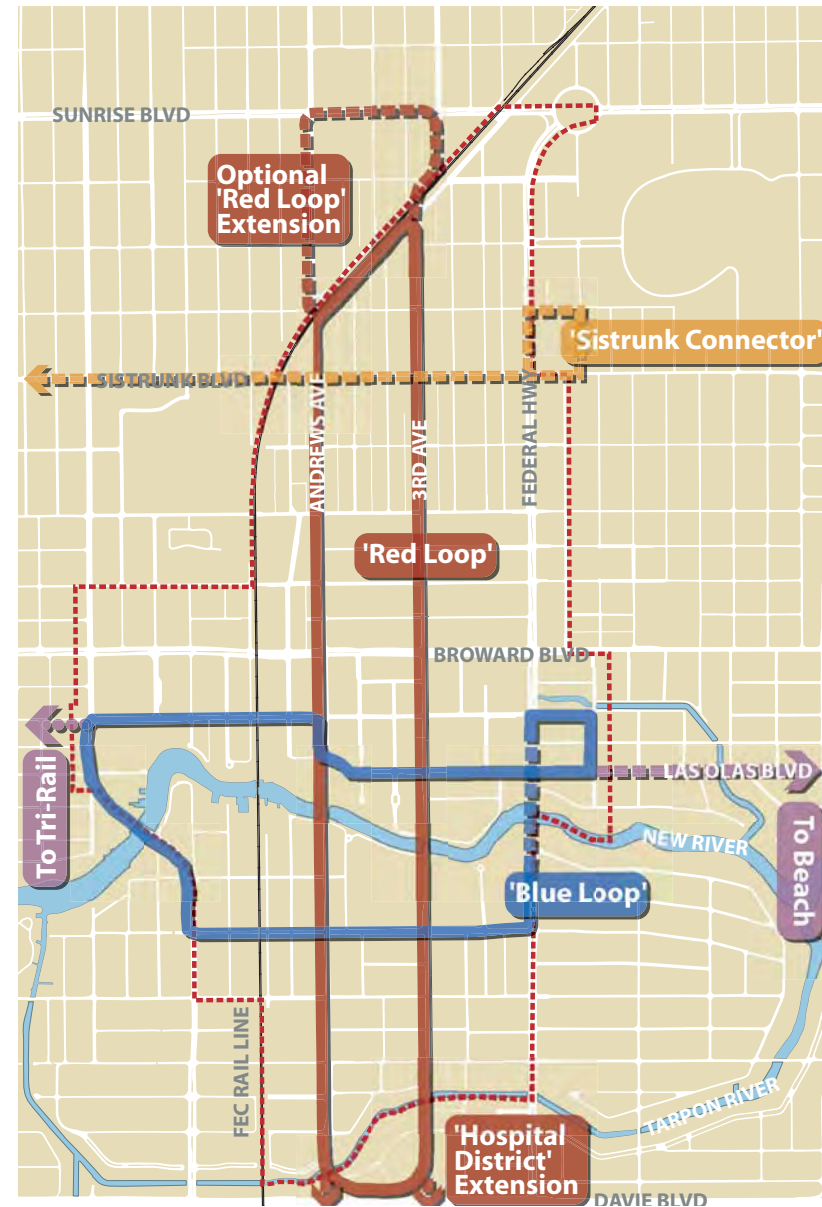 SUNRISE BLVD
Optional
'Red Loop'
Extension
'Sistrunk Connector'
SISTRUNK BLVD
ANDREWS AVE
3RD AVE
FEDERAL HWY
'Red Loop'
BROWARD BLVD
To Tri-Rail
LAS OLAS BLVD
To Beach
NEW RIVER
'Blue Loop'
FEC RAIL LINE
TARPON RIVER
'Hospital
District'
Extension
DAVIE BLVD